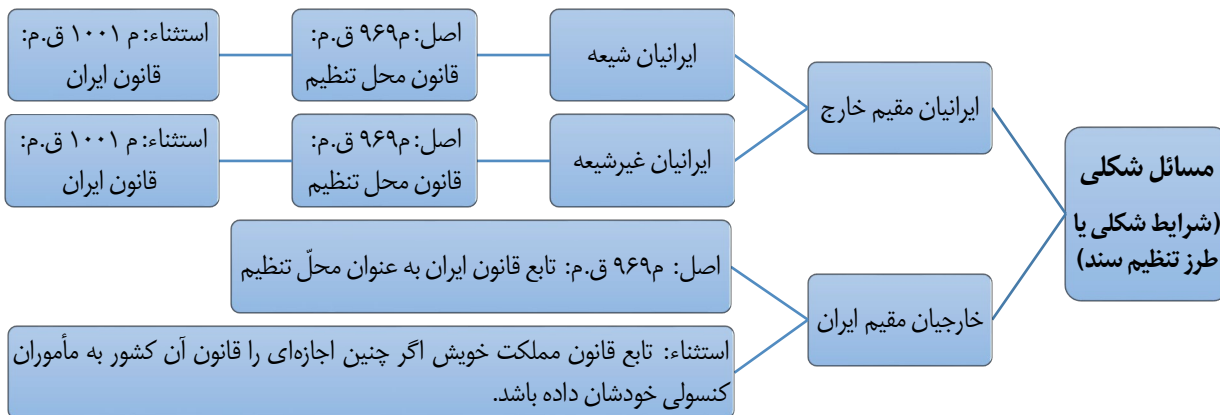 مسائل شکلی
(شرایط شکلی یا
طرز تنظیم سند)
ایرانیان مقیم خارج
ایرانیان شیعه
اصل: م۹۶۹ ق.م:
قانون محل تنظیم
استثناء: م ۱۰۰۱ ق.م:
قانون ایران
ایرانیان غیرشیعه
اصل: م۹۶۹ ق.م:
قانون محل تنظیم
استثناء: م ۱۰۰۱ ق.م:
قانون ایران
خارجیان مقیم ایران
اصل: م۹۶۹ ق.م: تابع قانون ایران به عنوان محلّ تنظیم
استثناء: تابع قانون مملکت خویش اگر چنین اجازه‌ای را قانون آن کشور به مأموران
کنسولی خودشان داده باشد.